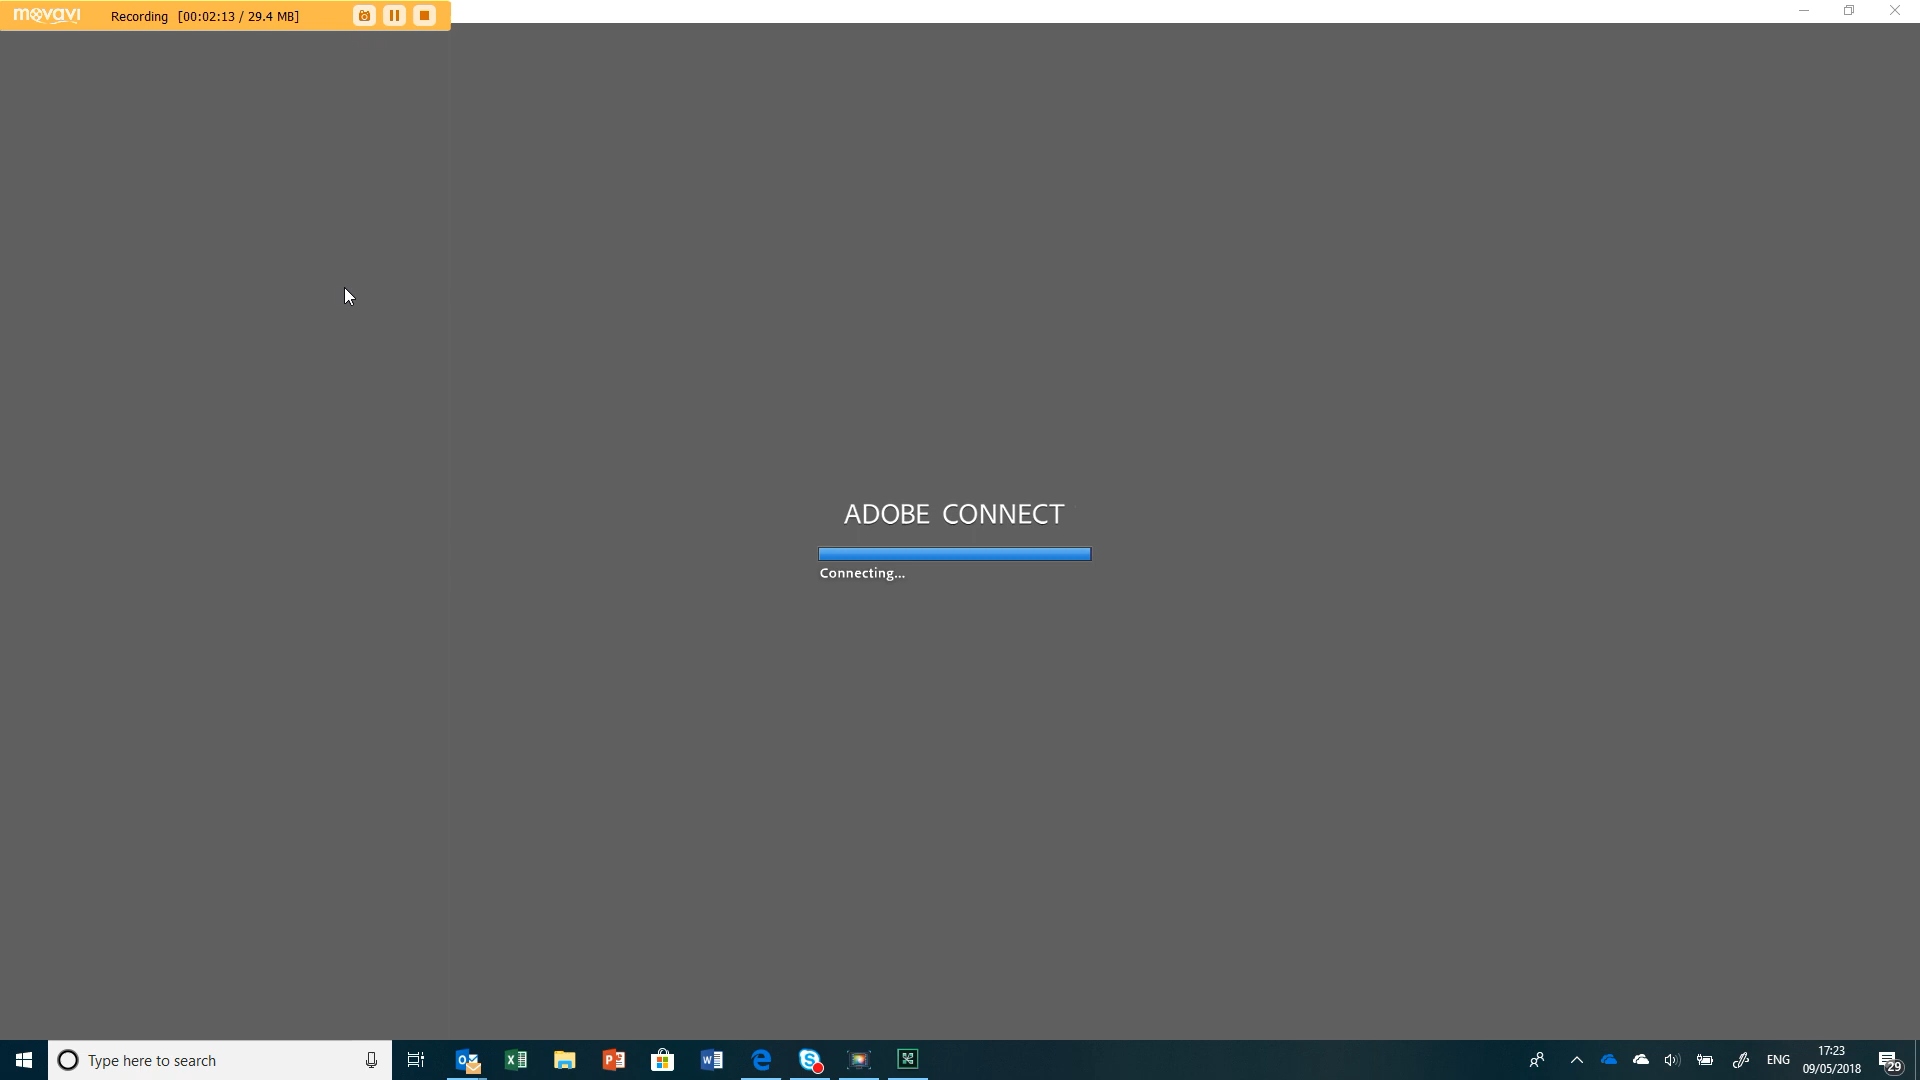 movavi Recording [00:02:13 / 29.4 MB]
ADOBE CONNECT
Connecting...
Type here to search
ENG
17:23
09/05/2018
29